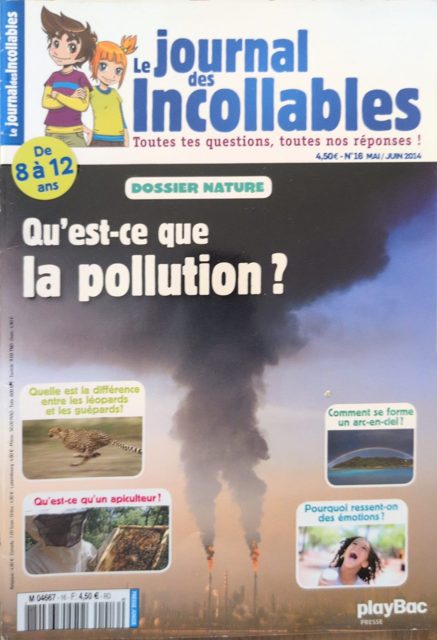 Le Journal des Incollables
Le journal
des
Incollables
Toutes tes questions, toutes nos réponses !
4,50€ - N°16 MAI / JUIN 2014
De
8 à 12
ans
DOSSIER NATURE
Qu'est-ce que
la pollution ?
Quelle est la différence
entre les léopards
et les guépards?
Comment se forme
un arc-en-ciel ?
Qu'est-ce qu'un apiculteur ?
Pourquoi ressent-on
des émotions ?
M 04667 - 16 - F: 4,50 € - RD
playBac
PRESSE